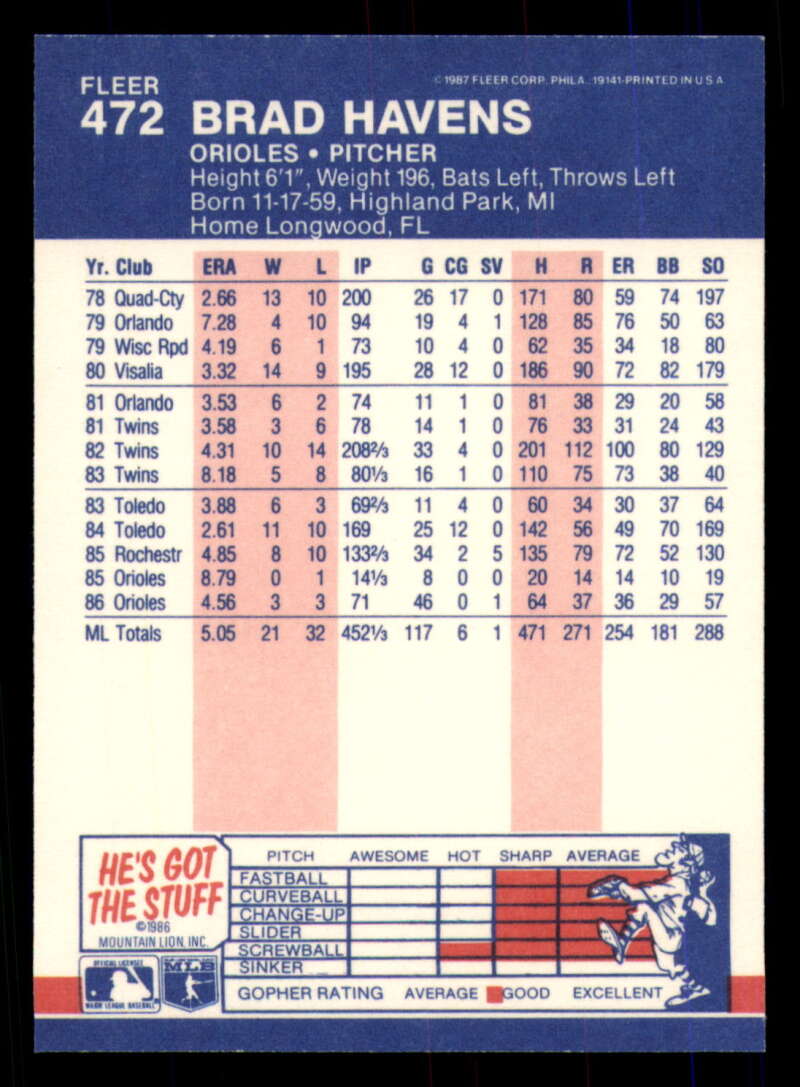 FLEER
© 1987 FLEER CORP. PHILA. 19141-PRINTED IN U S A
472 BRAD HAVENS
ORIOLES • PITCHER
Height 6'1", Weight 196, Bats Left, Throws Left
Born 11-17-59, Highland Park, MI
Home Longwood, FL
Yr. Club ERA W L IP G CG SV H R ER BB SO
78 Quad-Cty 2.66 13 10 200 26 17 0 171 80 59 74 197
79 Orlando 7.28 4 10 94 19 4 1 128 85 76 50 63
79 Wisc Rpd 4.19 6 1 73 10 4 0 62 35 34 18 80
80 Visalia 3.32 14 9 195 28 12 0 186 90 72 82 179
81 Orlando 3.53 6 2 74 11 1 0 81 38 29 20 58
81 Twins 3.58 3 6 78 14 1 0 76 33 31 24 43
82 Twins 4.31 10 14 208⅔ 33 4 0 201 112 100 80 129
83 Twins 8.18 5 8 80⅓ 16 1 0 110 75 73 38 40
83 Toledo 3.88 6 3 69⅔ 11 4 0 60 34 30 37 64
84 Toledo 2.61 11 10 169 25 12 0 142 56 49 70 169
85 Rochestr 4.85 8 10 133⅔ 34 2 5 135 79 72 52 130
85 Orioles 8.79 0 1 14⅓ 8 0 0 20 14 14 10 19
86 Orioles 4.56 3 3 71 46 0 1 64 37 36 29 57
ML Totals 5.05 21 32 452⅓ 117 6 1 471 271 254 181 288
HE'S GOT
THE STUFF
©1986
MOUNTAIN LION, INC.
PITCH AWESOME HOT SHARP AVERAGE
FASTBALL
CURVEBALL
CHANGE-UP
SLIDER
SCREWBALL
SINKER
GOPHER RATING AVERAGE GOOD EXCELLENT
OFFICIAL LICENSEE
MAJOR LEAGUE BASEBALL
MLB